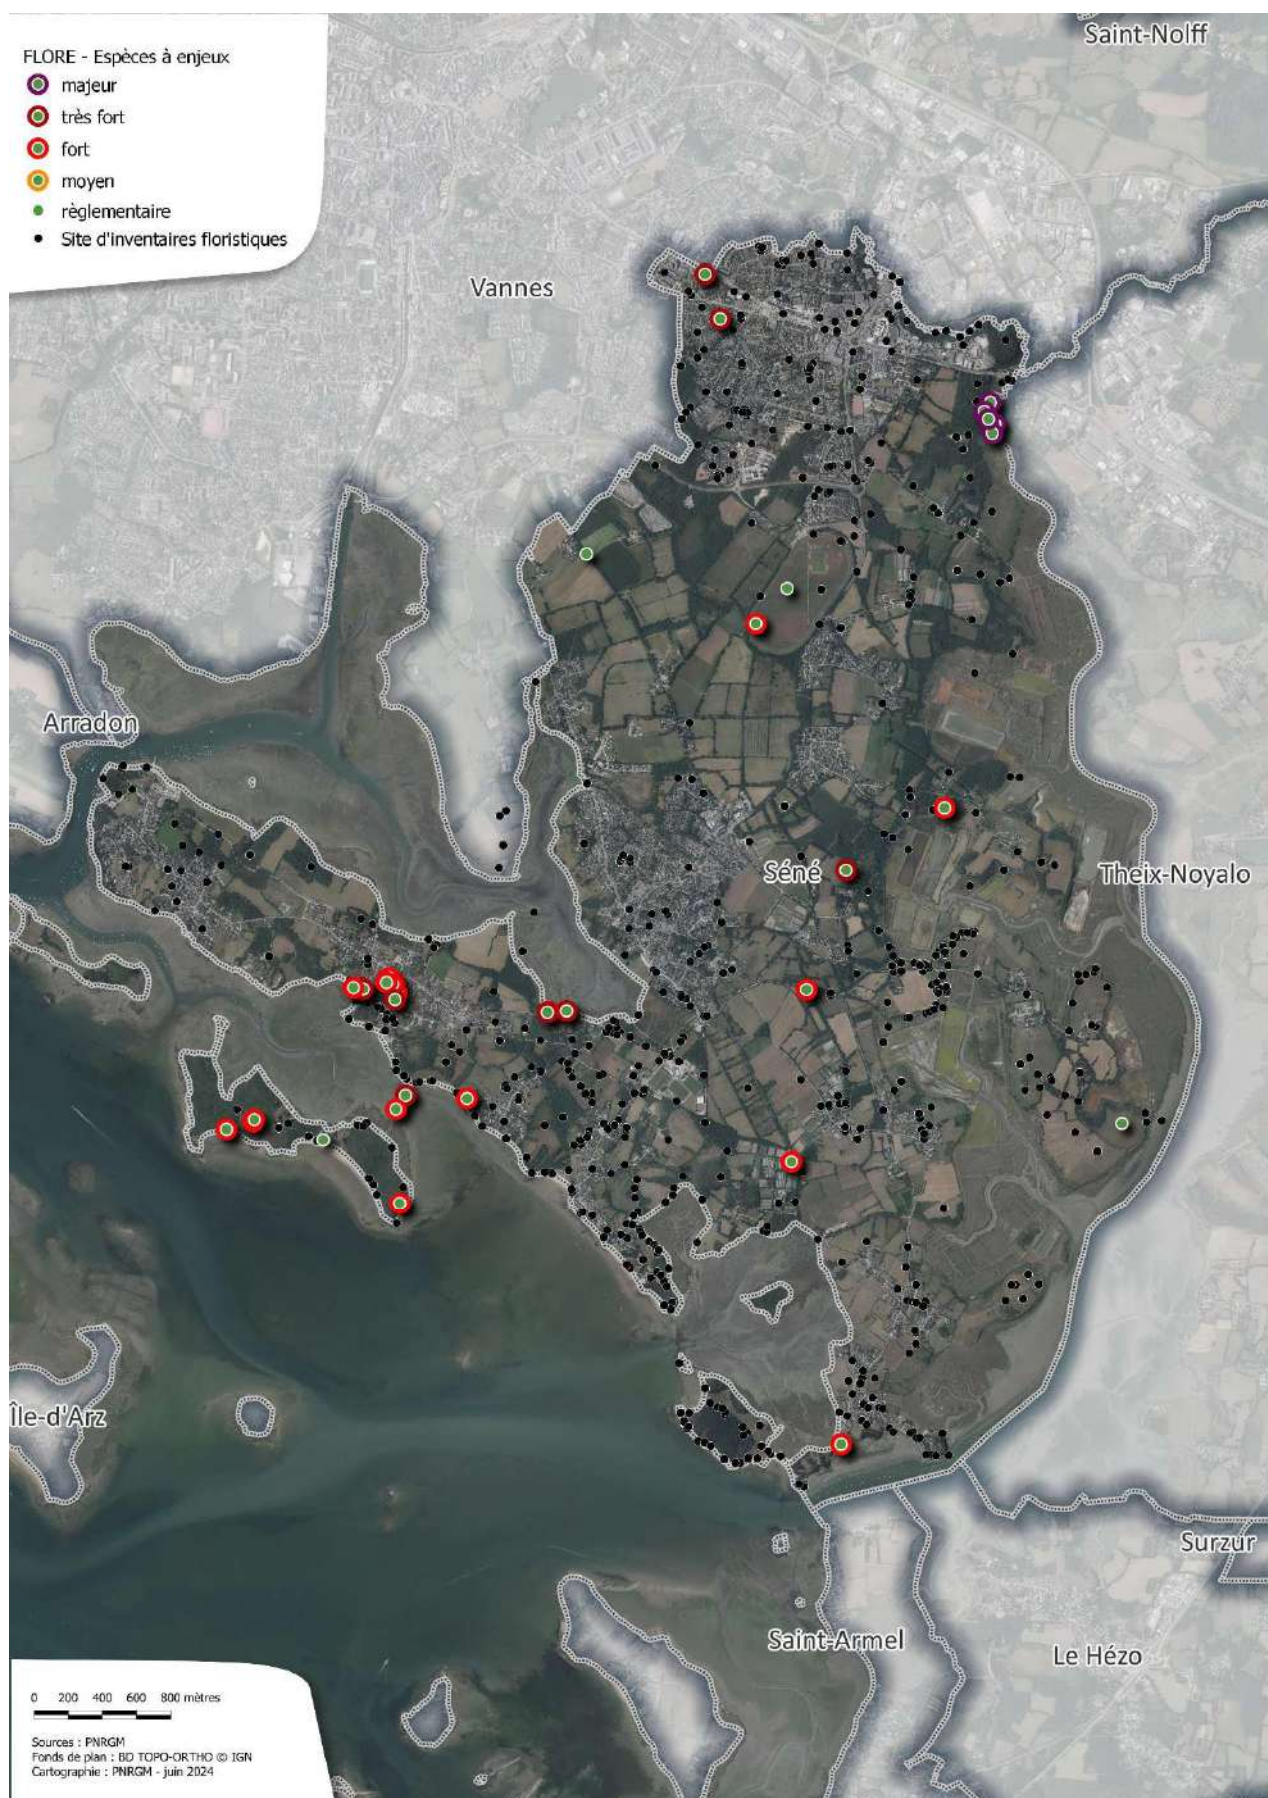 FLORE - Espèces à enjeux
majeur
très fort
fort
moyen
règlementaire
Site d'inventaires floristiques
Saint-Nolff
Vannes
Arradon
Séné
Theix-Noyalo
Île-d'Arz
Surzur
Saint-Armel
Le Hézo
0 200 400 600 800 mètres
Sources : PNRGM
Fonds de plan : BD TOPO-ORTHO © IGN
Cartographie : PNRGM - juin 2024